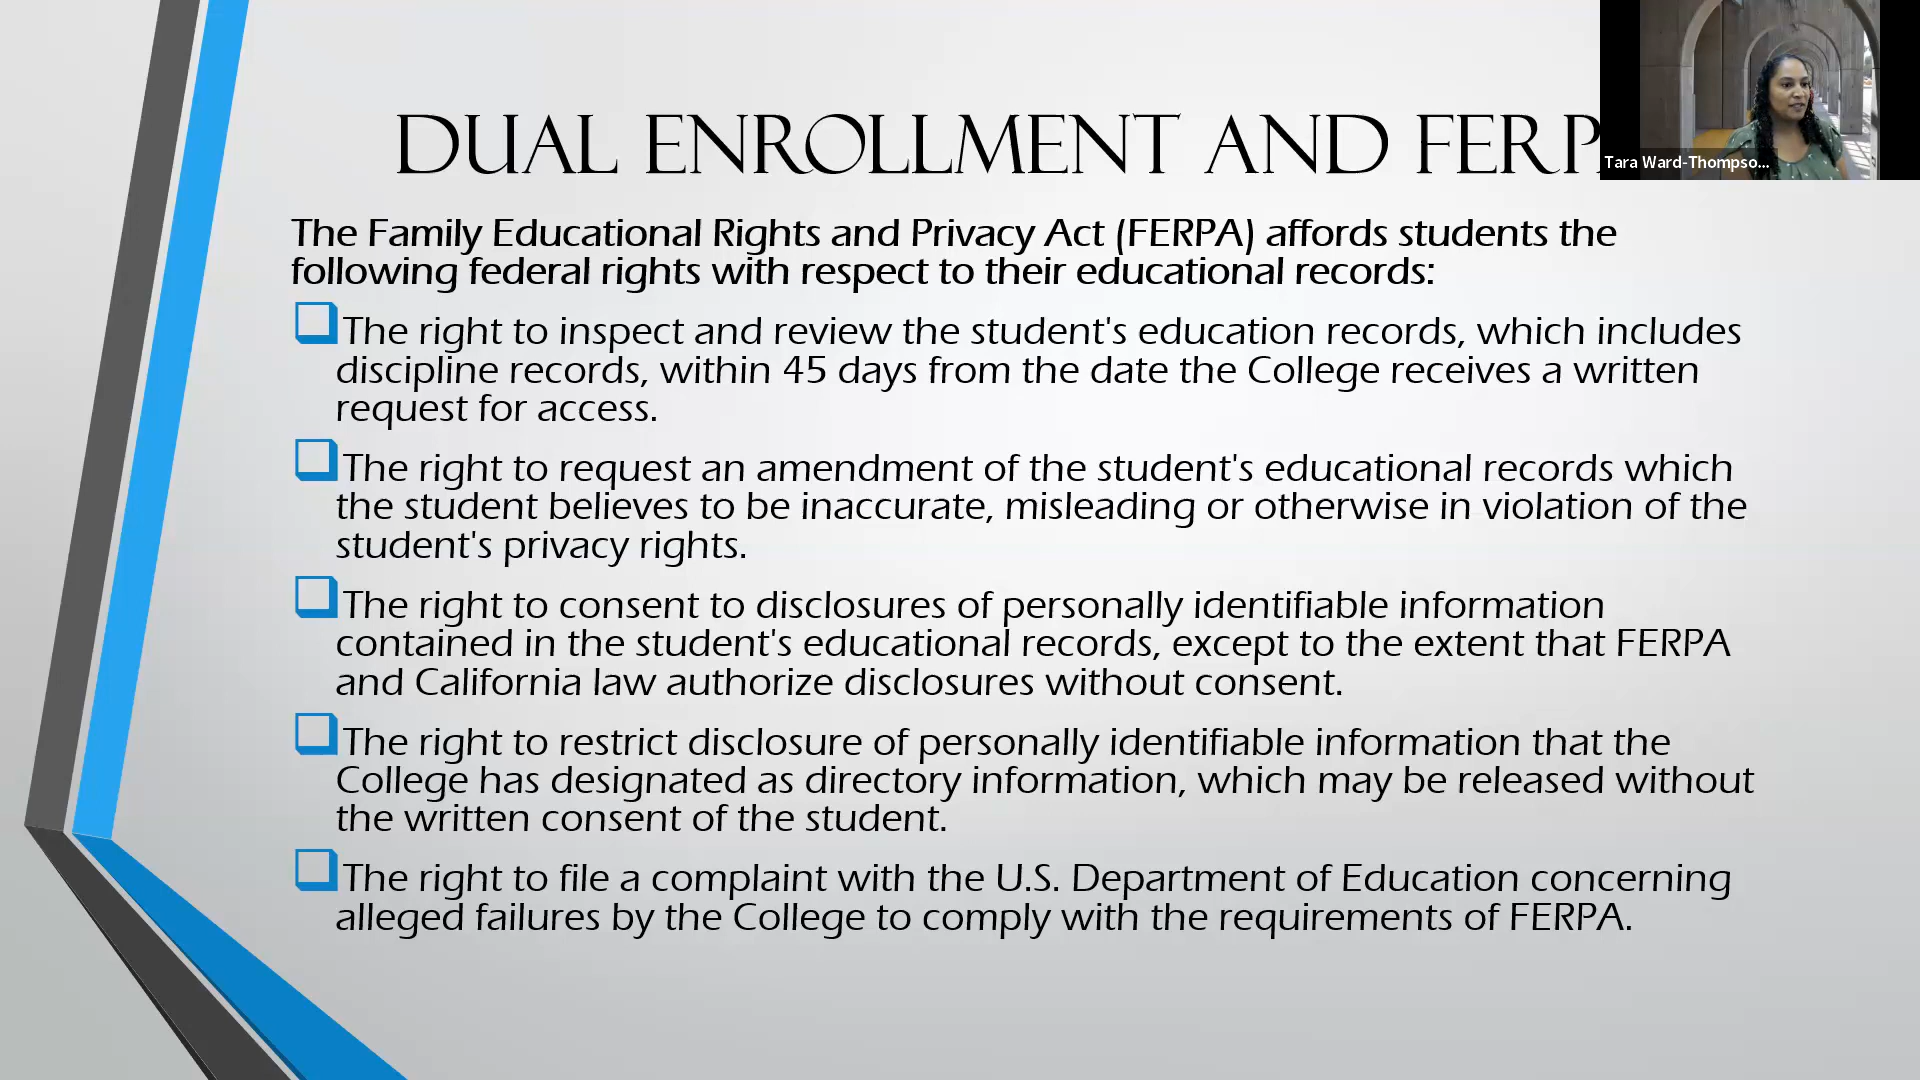 DUAL ENROLLMENT AND FERP
Tara Ward-Thompso...
The Family Educational Rights and Privacy Act (FERPA) affords students the
following federal rights with respect to their educational records:
The right to inspect and review the student's education records, which includes
discipline records, within 45 days from the date the College receives a written
request for access.
The right to request an amendment of the student's educational records which
the student believes to be inaccurate, misleading or otherwise in violation of the
student's privacy rights.
The right to consent to disclosures of personally identifiable information
contained in the student's educational records, except to the extent that FERPA
and California law authorize disclosures without consent.
The right to restrict disclosure of personally identifiable information that the
College has designated as directory information, which may be released without
the written consent of the student.
The right to file a complaint with the U.S. Department of Education concerning
alleged failures by the College to comply with the requirements of FERPA.